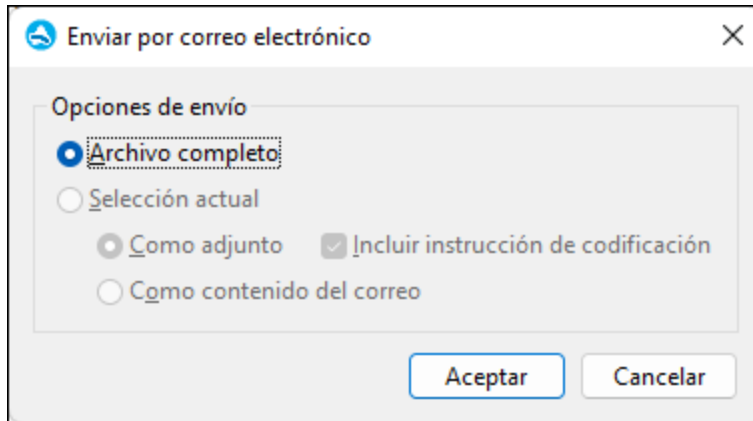 Enviar por correo electrónico
Opciones de envío
Archivo completo
Selección actual
Como adjunto Incluir instrucción de codificación
Como contenido del correo
Aceptar Cancelar